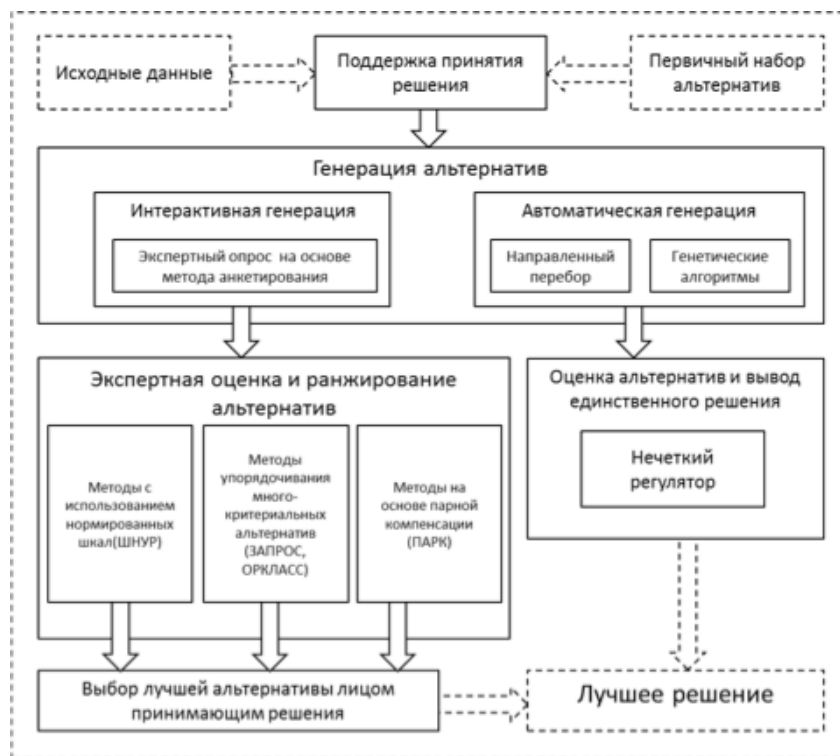 Исходные данные
Поддержка принятия
решения
Первичный набор
альтернатив
Генерация альтернатив
Интерактивная генерация
Экспертный опрос на основе
метода анкетирования
Автоматическая генерация
Направленный
перебор
Генетические
алгоритмы
Экспертная оценка и ранжирование
альтернатив
Методы с
использованием
нормированных
шкал(ШНУР)
Методы
упорядочивания
много-
критериальных
альтернатив
(ЗАПРОС,
ОРКЛАСС)
Методы на
основе парной
компенсации
(ПАРК)
Оценка альтернатив и вывод
единственного решения
Нечеткий
регулятор
Выбор лучшей альтернативы лицом
принимающим решения
Лучшее решение